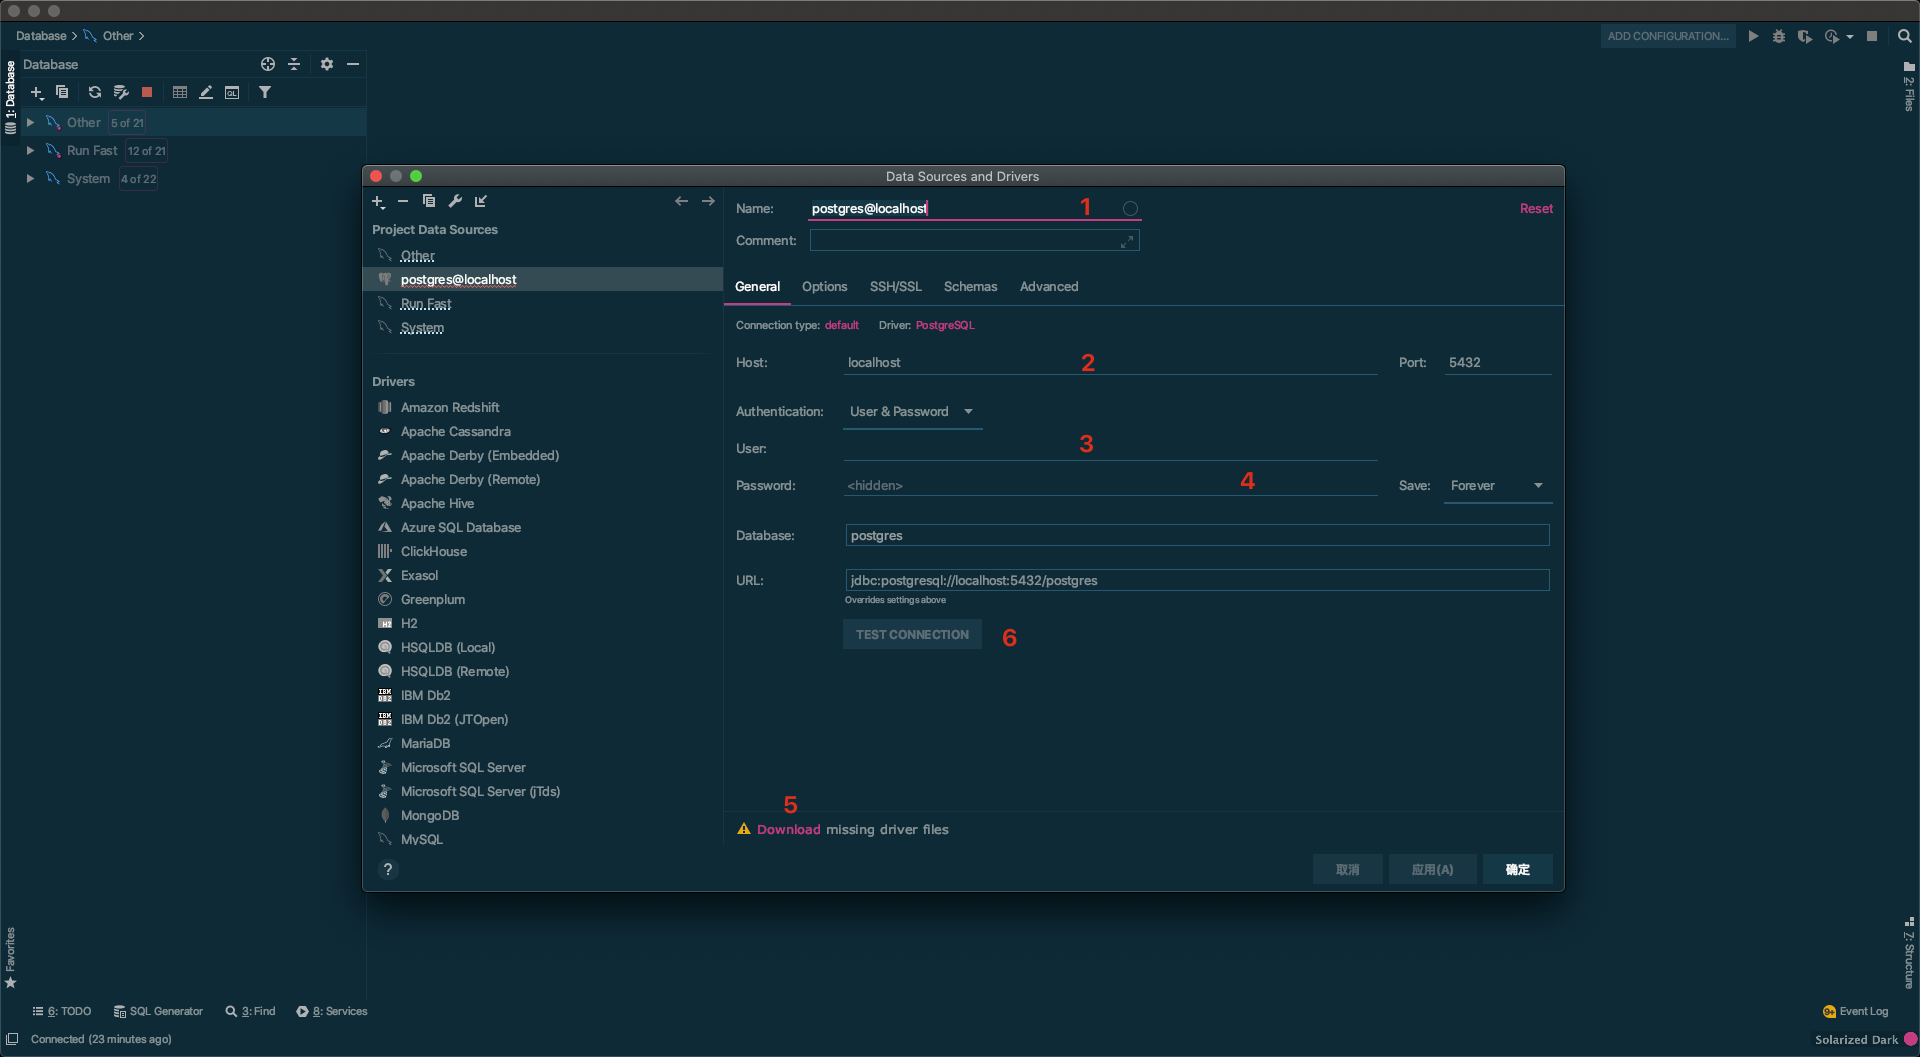 Database > Other >
ADD CONFIGURATION...
Database
1: Database
2: Files
Other 5 of 21
Run Fast 12 of 21
System 4 of 22
Data Sources and Drivers
Project Data Sources
Other
postgres@localhost
Run Fast
System
Drivers
Amazon Redshift
Apache Cassandra
Apache Derby (Embedded)
Apache Derby (Remote)
Apache Hive
Azure SQL Database
ClickHouse
Exasol
Greenplum
H2
HSQLDB (Local)
HSQLDB (Remote)
IBM Db2
IBM Db2 (JTOpen)
MariaDB
Microsoft SQL Server
Microsoft SQL Server (jTds)
MongoDB
MySQL
Name: postgres@localhost 1 Reset
Comment:
General Options SSH/SSL Schemas Advanced
Connection type: default Driver: PostgreSQL
Host: localhost 2 Port: 5432
Authentication: User & Password
User: 3
Password: <hidden> 4 Save: Forever
Database: postgres
URL: jdbc:postgresql://localhost:5432/postgres
Overrides settings above
TEST CONNECTION 6
5
Download missing driver files
? 取消 应用(A) 确定
Favorites
7: Structure
6: TODO SQL Generator 3: Find 8: Services
9+ Event Log
Connected (23 minutes ago)
Solarized Dark